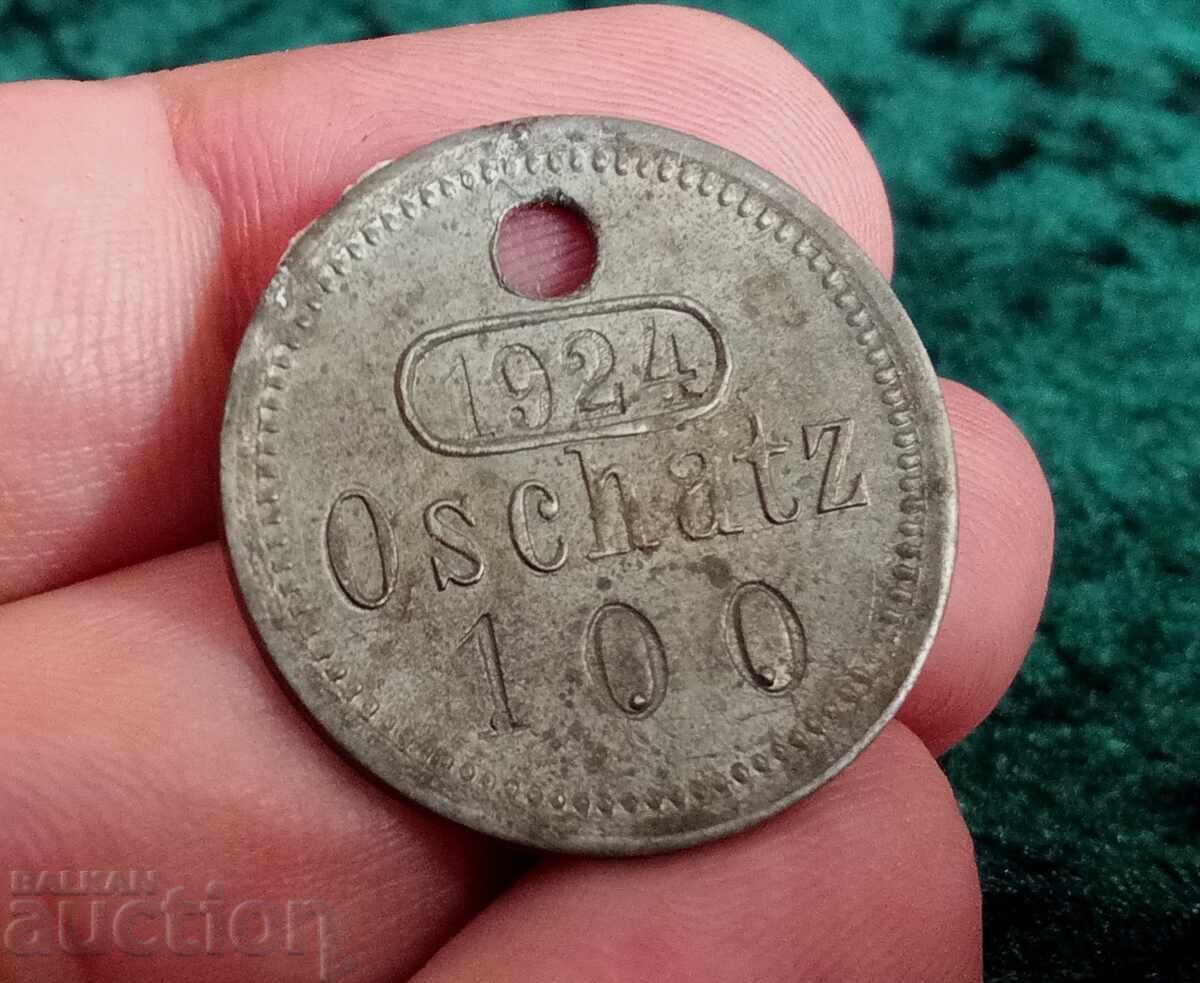 1924
Oschatz
100
BALKAN
auction